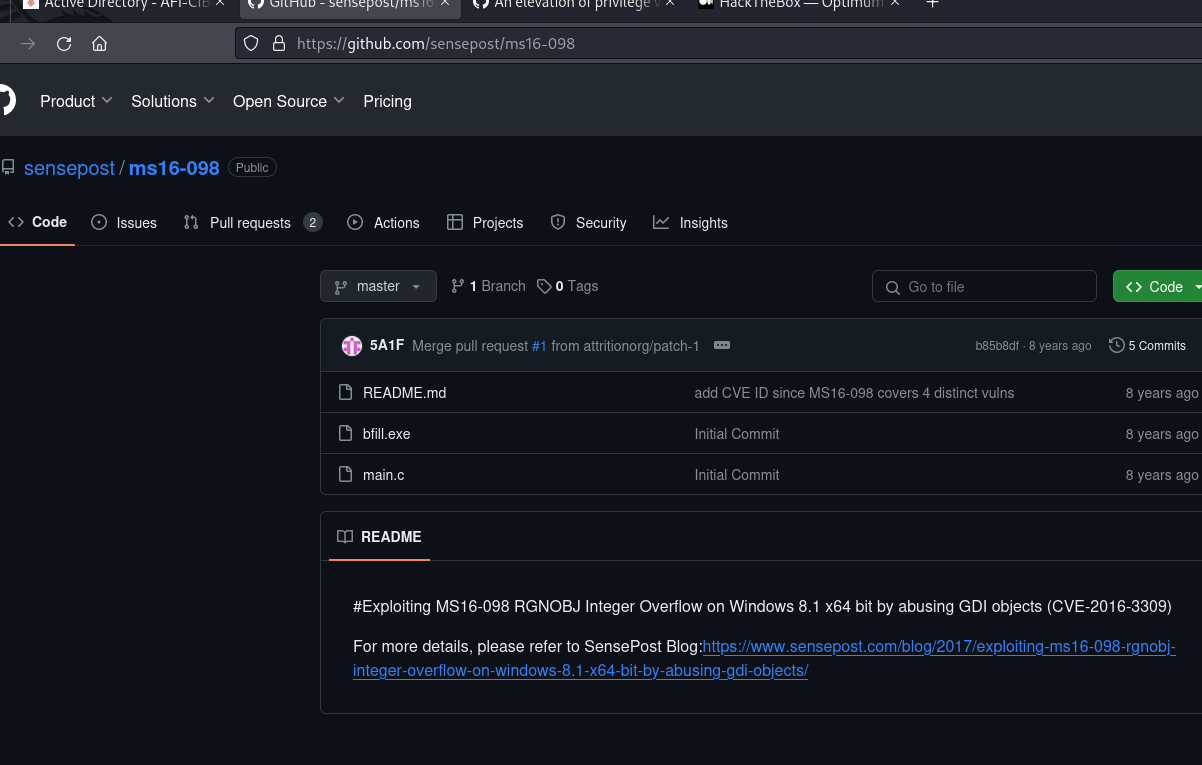 Active Directory - AFI-CIB
GitHub - sensepost/ms16
An elevation of privilege v
HackTheBox — Optimum
https://github.com/sensepost/ms16-098
Product Solutions Open Source Pricing
sensepost / ms16-098 Public
Code Issues Pull requests 2 Actions Projects Security Insights
master 1 Branch 0 Tags Go to file Code
5A1F Merge pull request #1 from attritionorg/patch-1 b85b8df · 8 years ago 5 Commits
README.md add CVE ID since MS16-098 covers 4 distinct vulns 8 years ago
bfill.exe Initial Commit 8 years ago
main.c Initial Commit 8 years ago
README
#Exploiting MS16-098 RGNOBJ Integer Overflow on Windows 8.1 x64 bit by abusing GDI objects (CVE-2016-3309)
For more details, please refer to SensePost Blog:https://www.sensepost.com/blog/2017/exploiting-ms16-098-rgnobj-
integer-overflow-on-windows-8.1-x64-bit-by-abusing-gdi-objects/